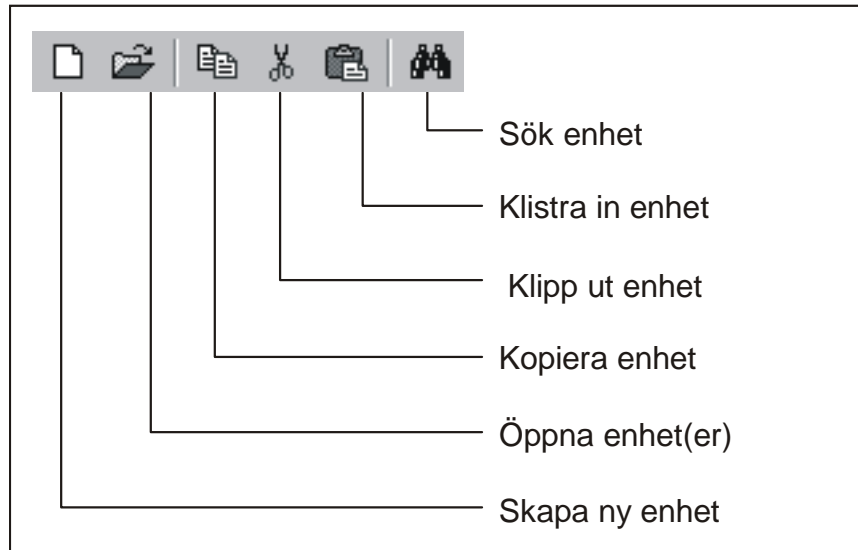 Sök enhet
Klistra in enhet
Klipp ut enhet
Kopiera enhet
Öppna enhet(er)
Skapa ny enhet